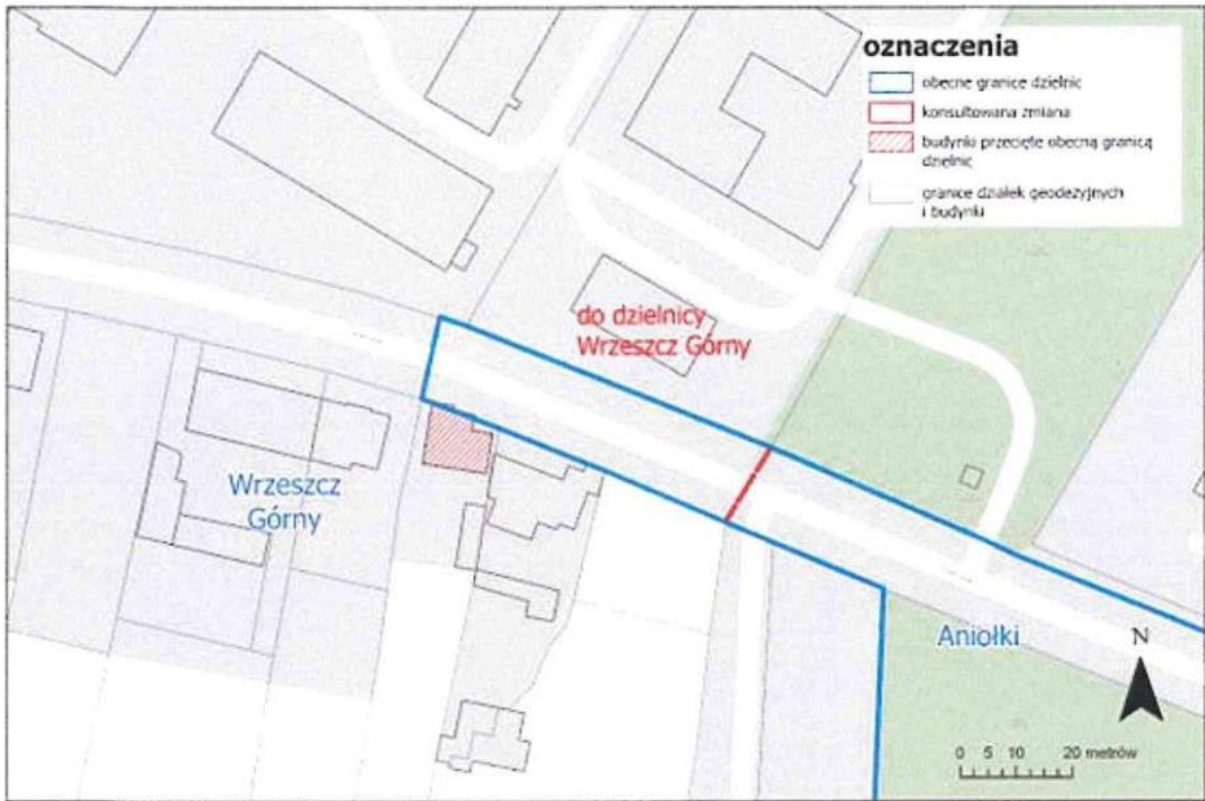 oznaczenia
obecne granice dzielnic
konsultowana zmiana
budynki przecięte obecną granicą
dzielnic
granice działek geodezyjnych
i budynki
do dzielnicy
Wrzeszcz Górny
Wrzeszcz
Górny
Aniołki
N
0 5 10 20 metrów